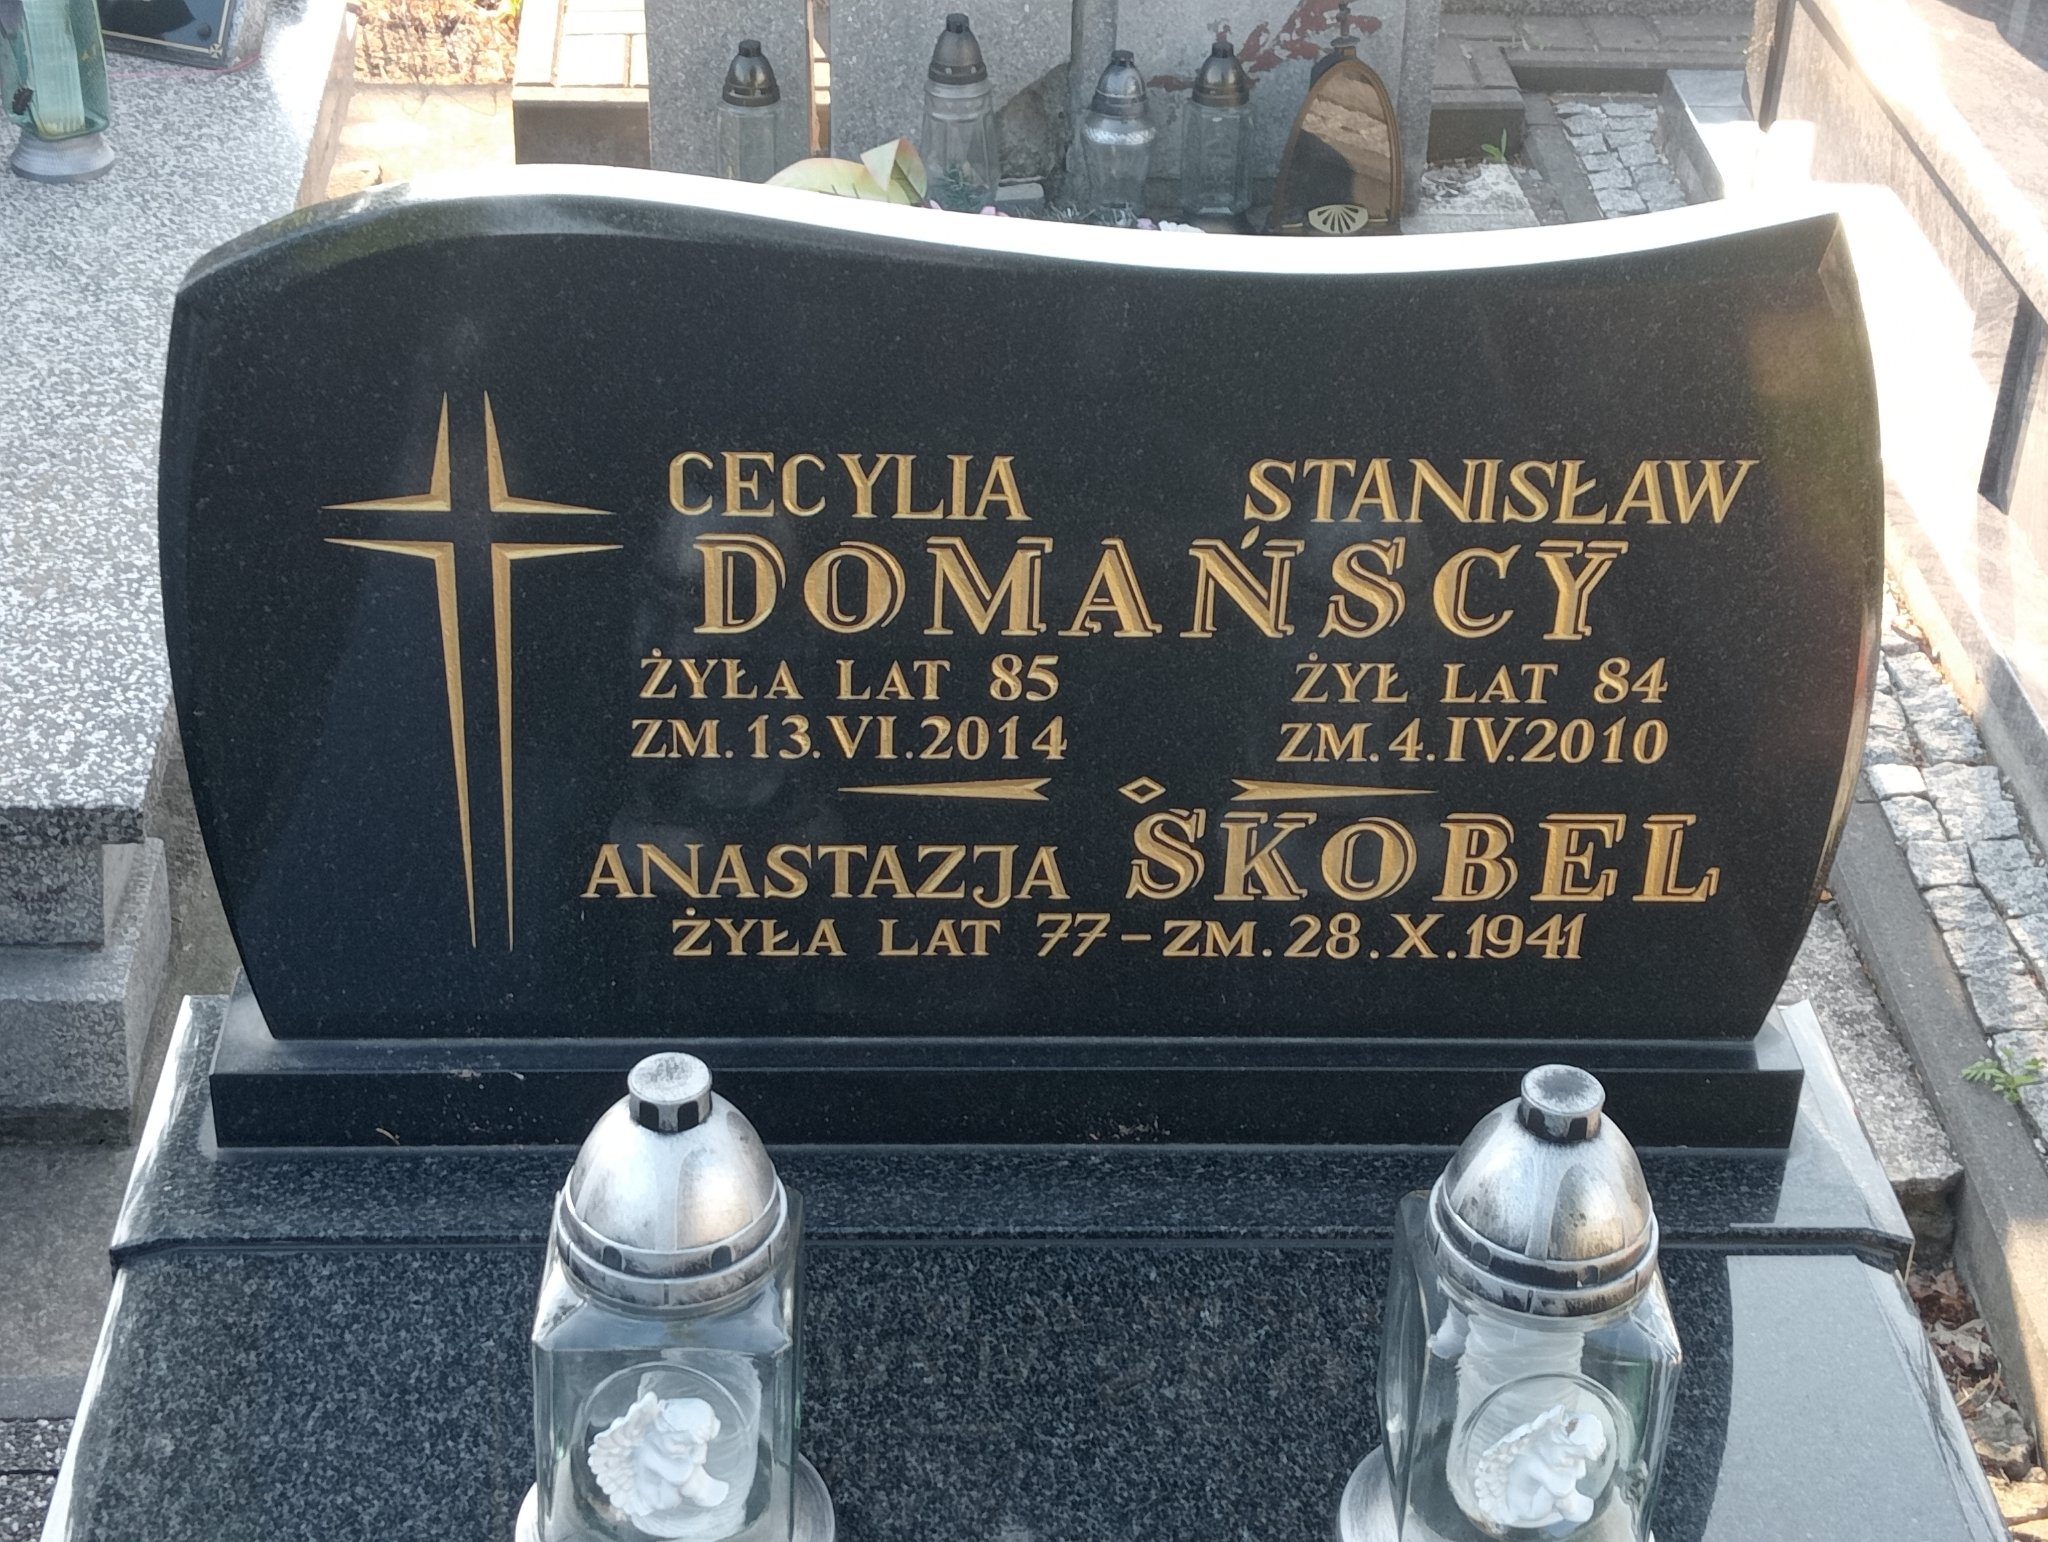 CECYLIA STANISŁAW
DOMAŃSCY
ŻYŁA LAT 85 ŻYŁ LAT 84
ZM. 13. VI. 2014 ZM. 4. IV. 2010
ANASTAZJA SKOBEL
ŻYŁA LAT 77 – ZM. 28. X. 1941